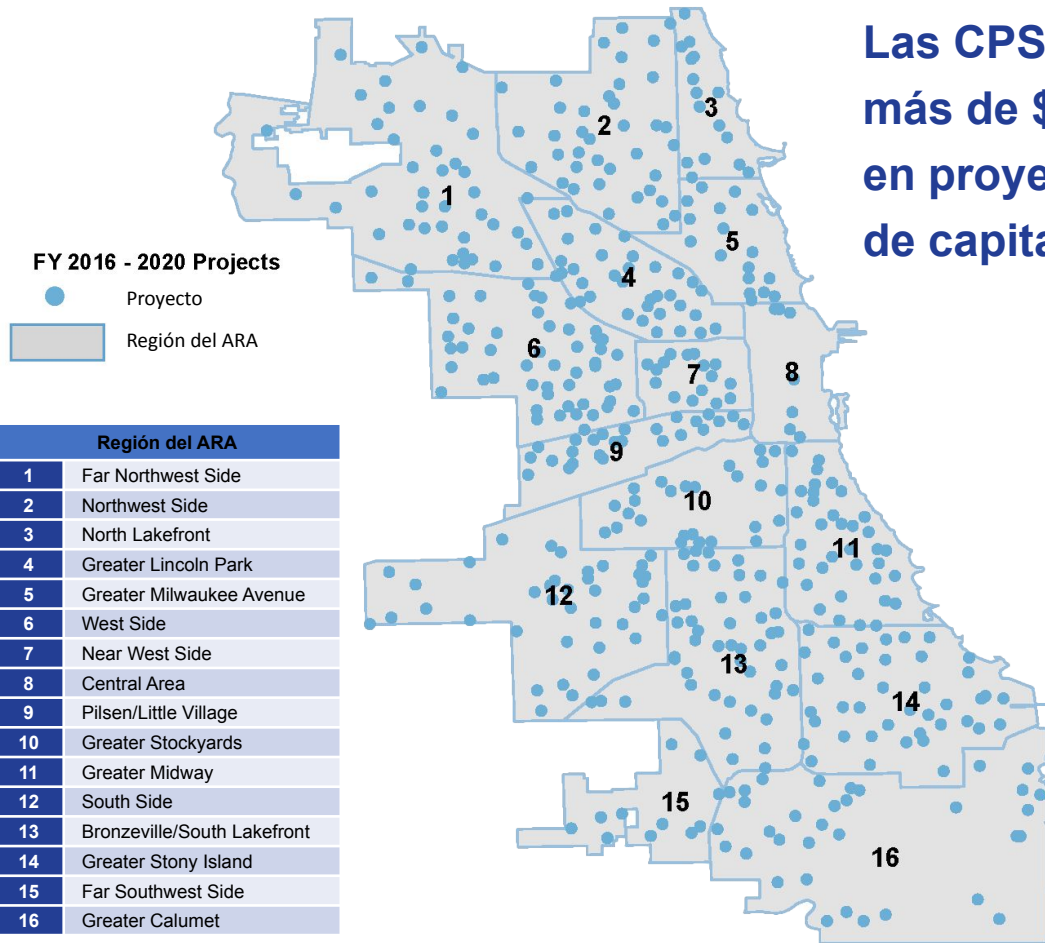 Las CPS
más de $
en proye
de capita
FY 2016 - 2020 Projects
Proyecto
Región del ARA
Región del ARA
1 Far Northwest Side
2 Northwest Side
3 North Lakefront
4 Greater Lincoln Park
5 Greater Milwaukee Avenue
6 West Side
7 Near West Side
8 Central Area
9 Pilsen/Little Village
10 Greater Stockyards
11 Greater Midway
12 South Side
13 Bronzeville/South Lakefront
14 Greater Stony Island
15 Far Southwest Side
16 Greater Calumet
1
2
3
4
5
6
7
8
9
10
11
12
13
14
15
16